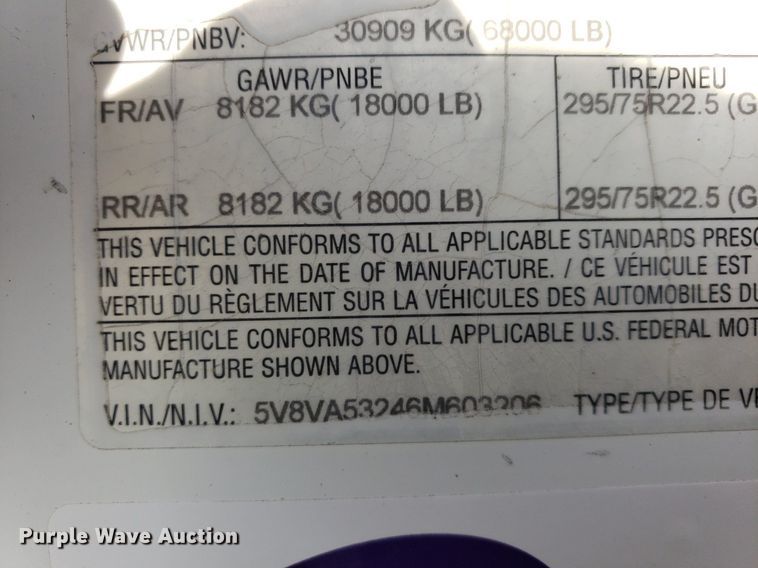 GVWR/PNBV: 30909 KG( 68000 LB)
GAWR/PNBE TIRE/PNEU
FR/AV 8182 KG( 18000 LB) 295/75R22.5 (G
RR/AR 8182 KG( 18000 LB) 295/75R22.5 (G
THIS VEHICLE CONFORMS TO ALL APPLICABLE STANDARDS PRESC
IN EFFECT ON THE DATE OF MANUFACTURE. / CE VÉHICULE EST
VERTU DU RÈGLEMENT SUR LA VÉHICULES DES AUTOMOBILES DU
THIS VEHICLE CONFORMS TO ALL APPLICABLE U.S. FEDERAL MOT
MANUFACTURE SHOWN ABOVE.
V.I.N./N.I.V.: 5V8VA53246M603206 TYPE/TYPE DE VE
Purple Wave Auction